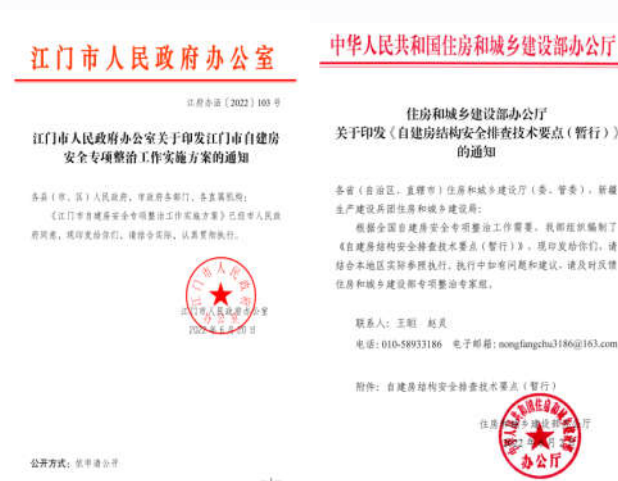 江门市人民政府办公室
江府办函〔2022〕103 号
江门市人民政府办公室关于印发江门市自建房
安全专项整治工作实施方案的通知
各县（市、区）人民政府，市政府各部门、各直属机构：
《江门市自建房安全专项整治工作实施方案》已经市人民政
府同意，现印发给你们，请结合实际，认真贯彻执行。
江门市人民政府办公室
2022 年 6 月 20 日
公开方式：依申请公开
中华人民共和国住房和城乡建设部办公厅
住房和城乡建设部办公厅
关于印发《自建房结构安全排查技术要点（暂行）》
的通知
各省（自治区、直辖市）住房和城乡建设厅（委、管委），新疆
生产建设兵团住房和城乡建设局：
根据全国自建房安全专项整治工作需要，我部组织编制了
《自建房结构安全排查技术要点（暂行）》。现印发给你们，请
结合本地区实际参照执行。执行中如有问题和建议，请及时反馈
住房和城乡建设部专项整治专家组。
联系人：王旺 赵灵
电话：010-58933186 电子邮箱：nongfangchu3186@163.com
附件：自建房结构安全排查技术要点（暂行）
办公厅